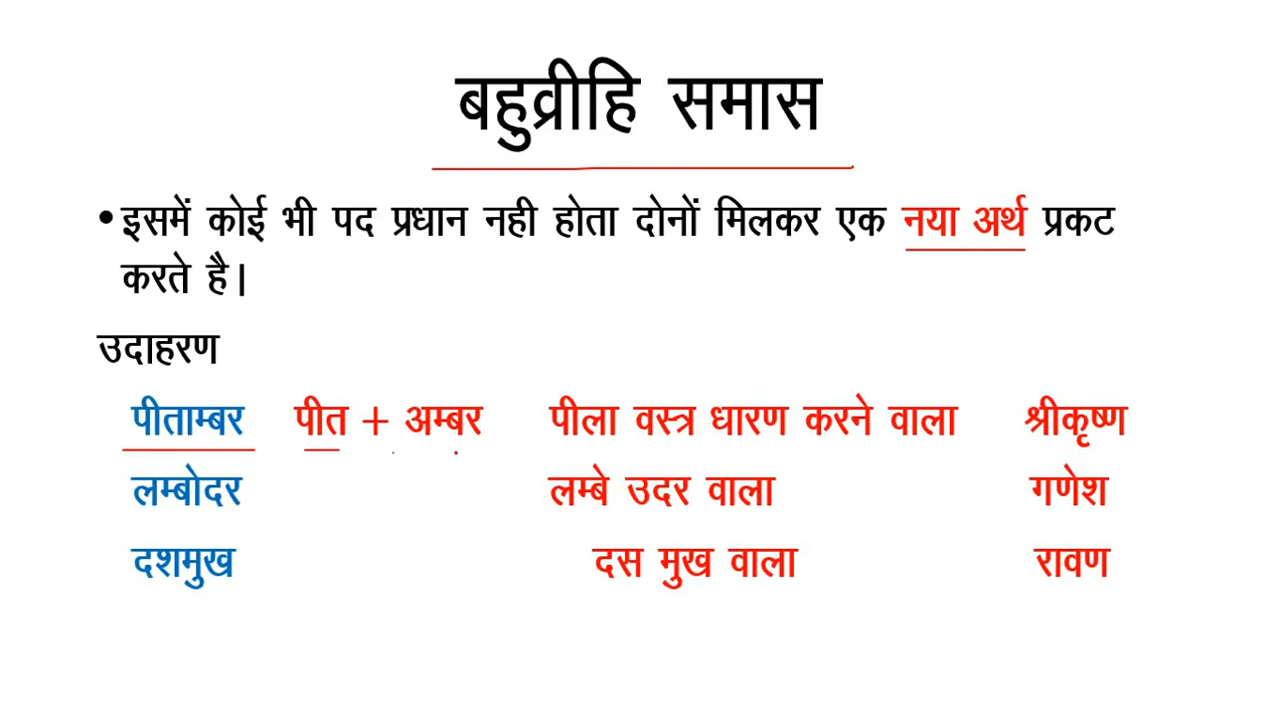 बहुव्रीहि समास
•इसमें कोई भी पद प्रधान नही होता दोनों मिलकर एक नया अर्थ प्रकट
करते है।
उदाहरण
पीताम्बर पीत + अम्बर पीला वस्त्र धारण करने वाला श्रीकृष्ण
लम्बोदर लम्बे उदर वाला गणेश
दशमुख दस मुख वाला रावण